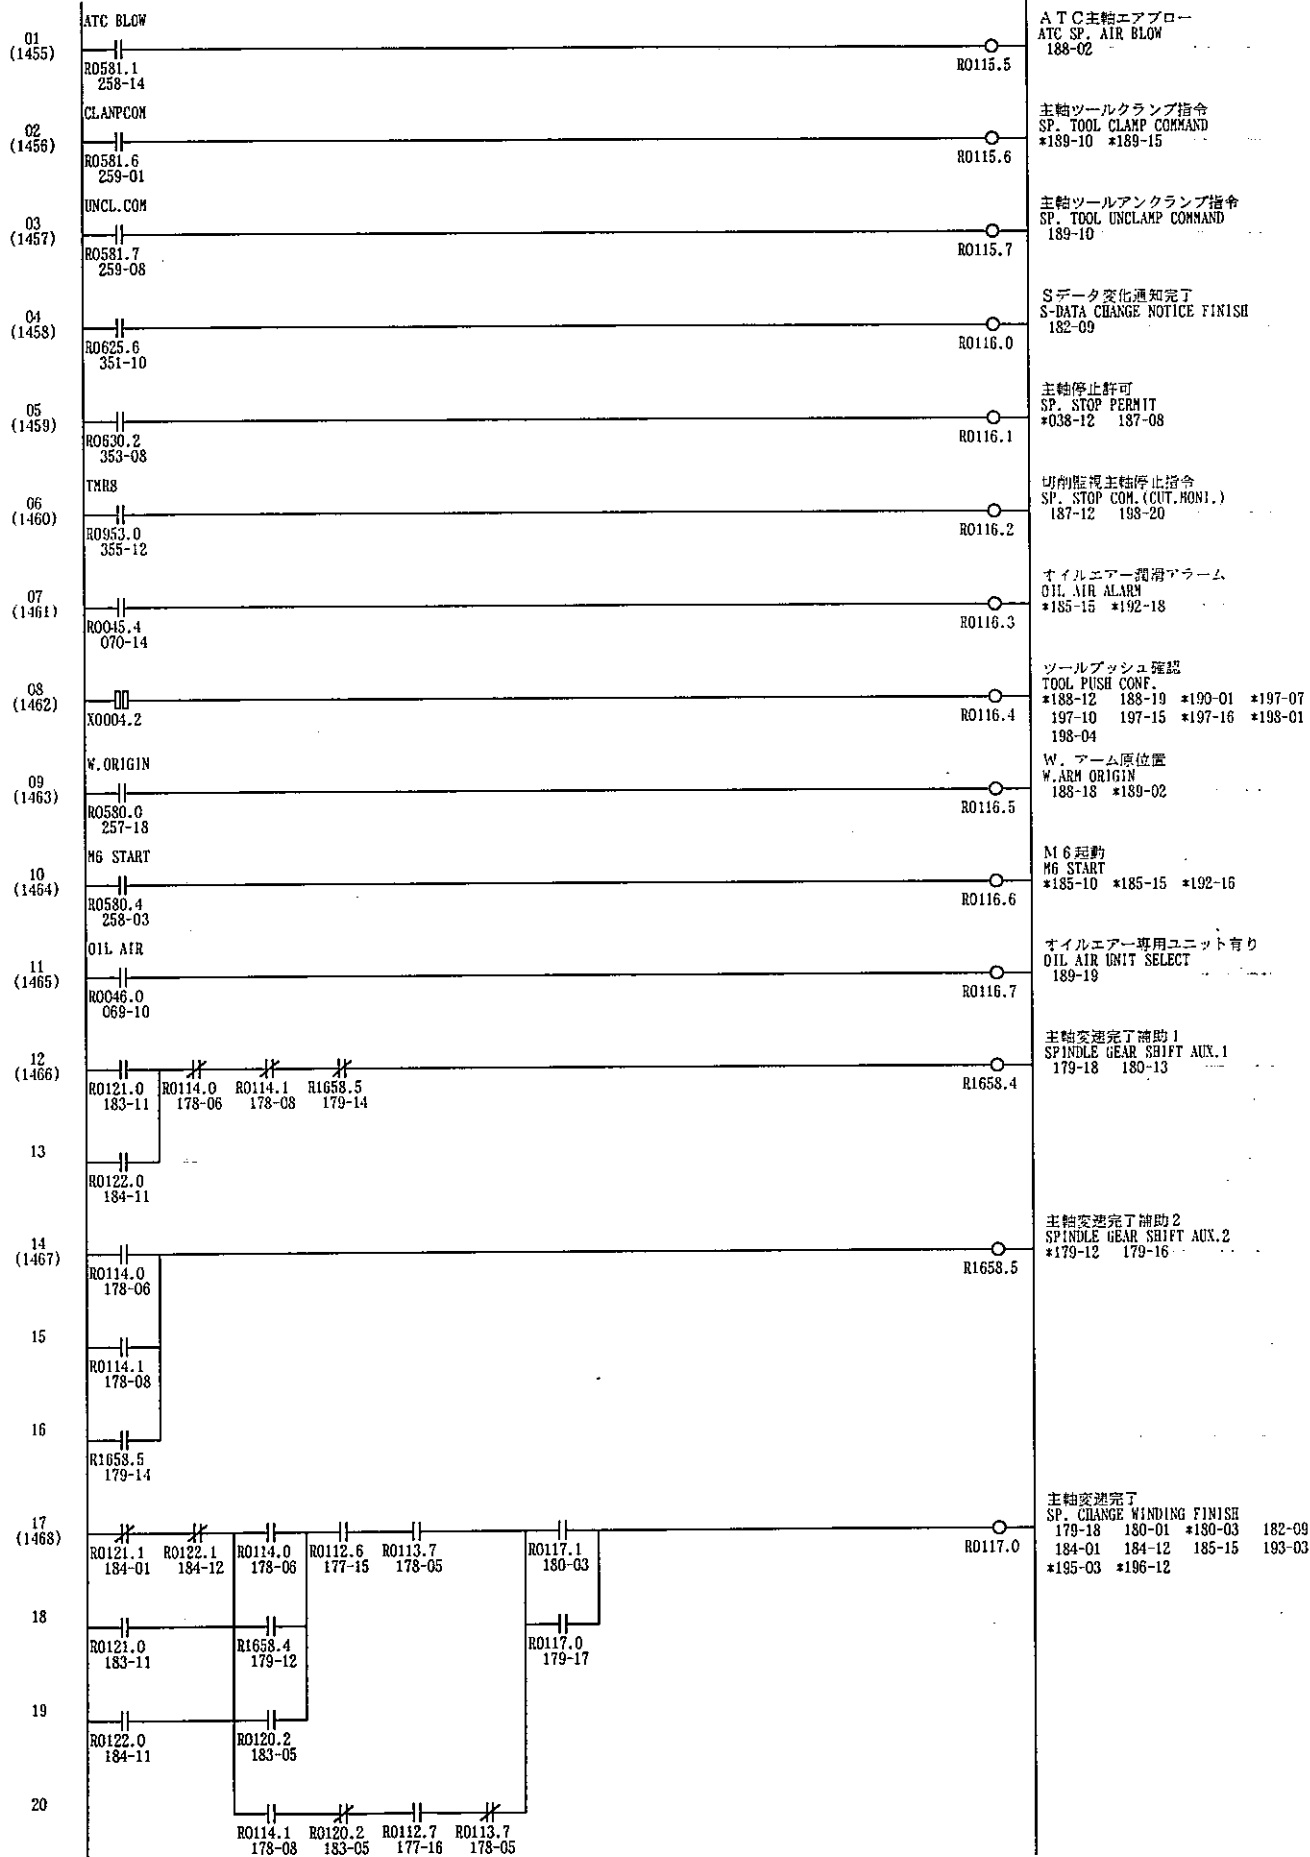 ATC BLOW
01
(1455)
R0581.1
258-14
R0115.5
ATC主軸エアブロー
ATC SP. AIR BLOW
188-02
CLANPCOM
02
(1456)
R0581.6
259-01
R0115.6
主軸ツールクランプ指令
SP. TOOL CLAMP COMMAND
*189-10 *189-15
UNCL.COM
03
(1457)
R0581.7
259-08
R0115.7
主軸ツールアンクランプ指令
SP. TOOL UNCLAMP COMMAND
189-10
04
(1458)
R0625.6
351-10
R0116.0
Sデータ変化通知完了
S-DATA CHANGE NOTICE FINISH
182-09
05
(1459)
R0630.2
353-08
R0116.1
主軸停止許可
SP. STOP PERMIT
*038-12 187-08
TMR8
06
(1460)
R0953.0
355-12
R0116.2
切削監視主軸停止指令
SP. STOP COM.(CUT.MONI.)
187-12 198-20
07
(1461)
R0045.4
070-14
R0116.3
オイルエアー潤滑アラーム
OIL AIR ALARM
*185-15 *192-18
08
(1462)
X0004.2
R0116.4
ツールプッシュ確認
TOOL PUSH CONF.
*188-12 188-19 *190-01 *197-07
197-10 197-15 *197-16 *198-01
198-04
W.ORIGIN
09
(1463)
R0580.0
257-18
R0116.5
W. アーム原位置
W.ARM ORIGIN
188-18 *189-02
M6 START
10
(1464)
R0580.4
258-03
R0116.6
M6起動
M6 START
*185-10 *185-15 *192-16
OIL AIR
11
(1465)
R0046.0
069-10
R0116.7
オイルエアー専用ユニット有り
OIL AIR UNIT SELECT
189-19
12
(1466)
R0121.0 R0114.0 R0114.1 R1658.5
183-11 178-06 178-08 179-14
R1658.4
主軸変速完了補助1
SPINDLE GEAR SHIFT AUX.1
179-18 180-13
13
R0122.0
184-11
14
(1467)
R0114.0
178-06
R1658.5
主軸変速完了補助2
SPINDLE GEAR SHIFT AUX.2
*179-12 179-16
15
R0114.1
178-08
16
R1658.5
179-14
17
(1468)
R0121.1 R0122.1 R0114.0 R0112.6 R0113.7 R0117.1
184-01 184-12 178-06 177-15 178-05 180-03
R0117.0
主軸変速完了
SP. CHANGE WINDING FINISH
179-18 180-01 *180-03 182-09
184-01 184-12 185-15 193-03
*195-03 *196-12
18
R0121.0 R1658.4 R0117.0
183-11 179-12 179-17
19
R0122.0 R0120.2
184-11 183-05
20
R0114.1 R0120.2 R0112.7 R0113.7
178-08 183-05 177-16 178-05